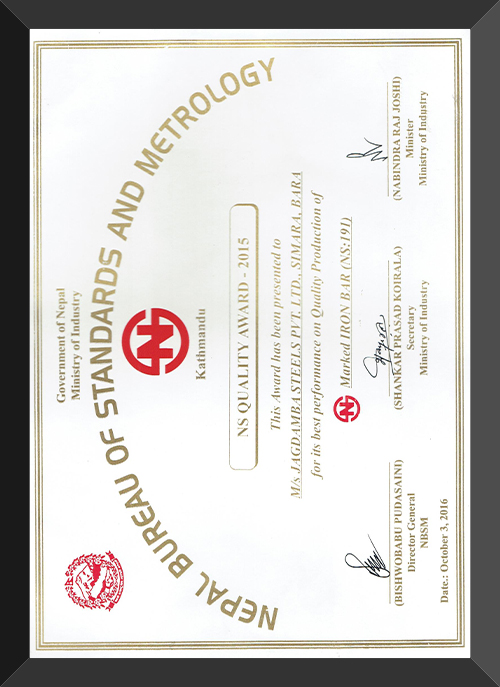 Government of Nepal
Ministry of Industry
NEPAL BUREAU OF STANDARDS AND METROLOGY
Kathmandu
NS QUALITY AWARD - 2015
This Award has been presented to
M/s JAGDAMBA STEELS PVT. LTD., SIMARA, BARA
for its best performance on Quality Production of
Marked IRON BAR (NS:191)
(BISHWOBABU PUDASAINI)
Director General
NBSM
(SHANKAR PRASAD KOIRALA)
Secretary
Ministry of Industry
(NABINDRA RAJ JOSHI)
Minister
Ministry of Industry
Date.: October 3, 2016